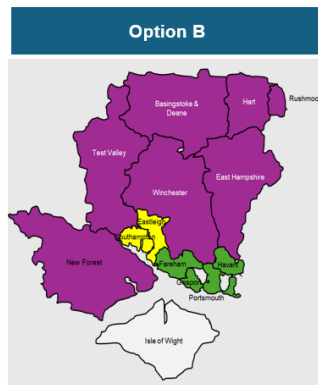 Option B
Basingstoke &
Deane
Hart
Rushmoo
Test Valley
East Hampshire
Winchester
Eastleigh
Southampton
New Forest
Fareham
Havant
Gosport
Portsmouth
Isle of Wight